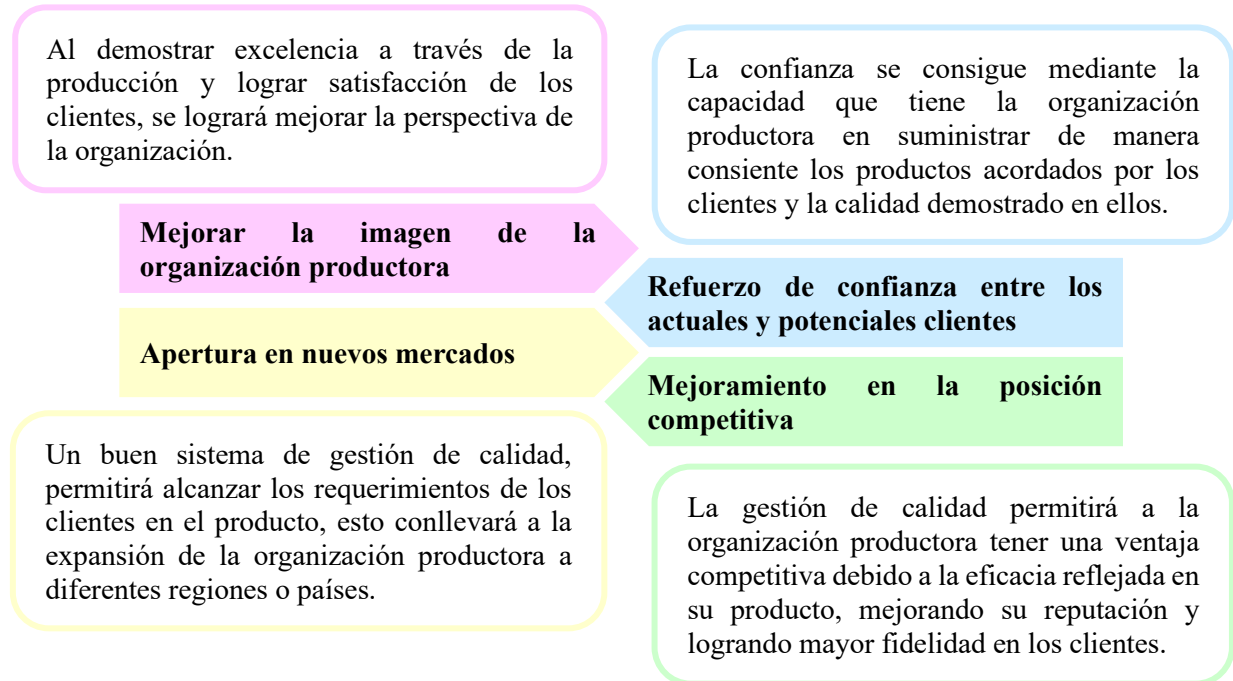 Al demostrar excelencia a través de la
producción y lograr satisfacción de los
clientes, se logrará mejorar la perspectiva de
la organización.
Mejorar la imagen de la
organización productora
La confianza se consigue mediante la
capacidad que tiene la organización
productora en suministrar de manera
consiente los productos acordados por los
clientes y la calidad demostrado en ellos.
Refuerzo de confianza entre los
actuales y potenciales clientes
Apertura en nuevos mercados
Un buen sistema de gestión de calidad,
permitirá alcanzar los requerimientos de los
clientes en el producto, esto conllevará a la
expansión de la organización productora a
diferentes regiones o países.
Mejoramiento en la posición
competitiva
La gestión de calidad permitirá a la
organización productora tener una ventaja
competitiva debido a la eficacia reflejada en
su producto, mejorando su reputación y
logrando mayor fidelidad en los clientes.